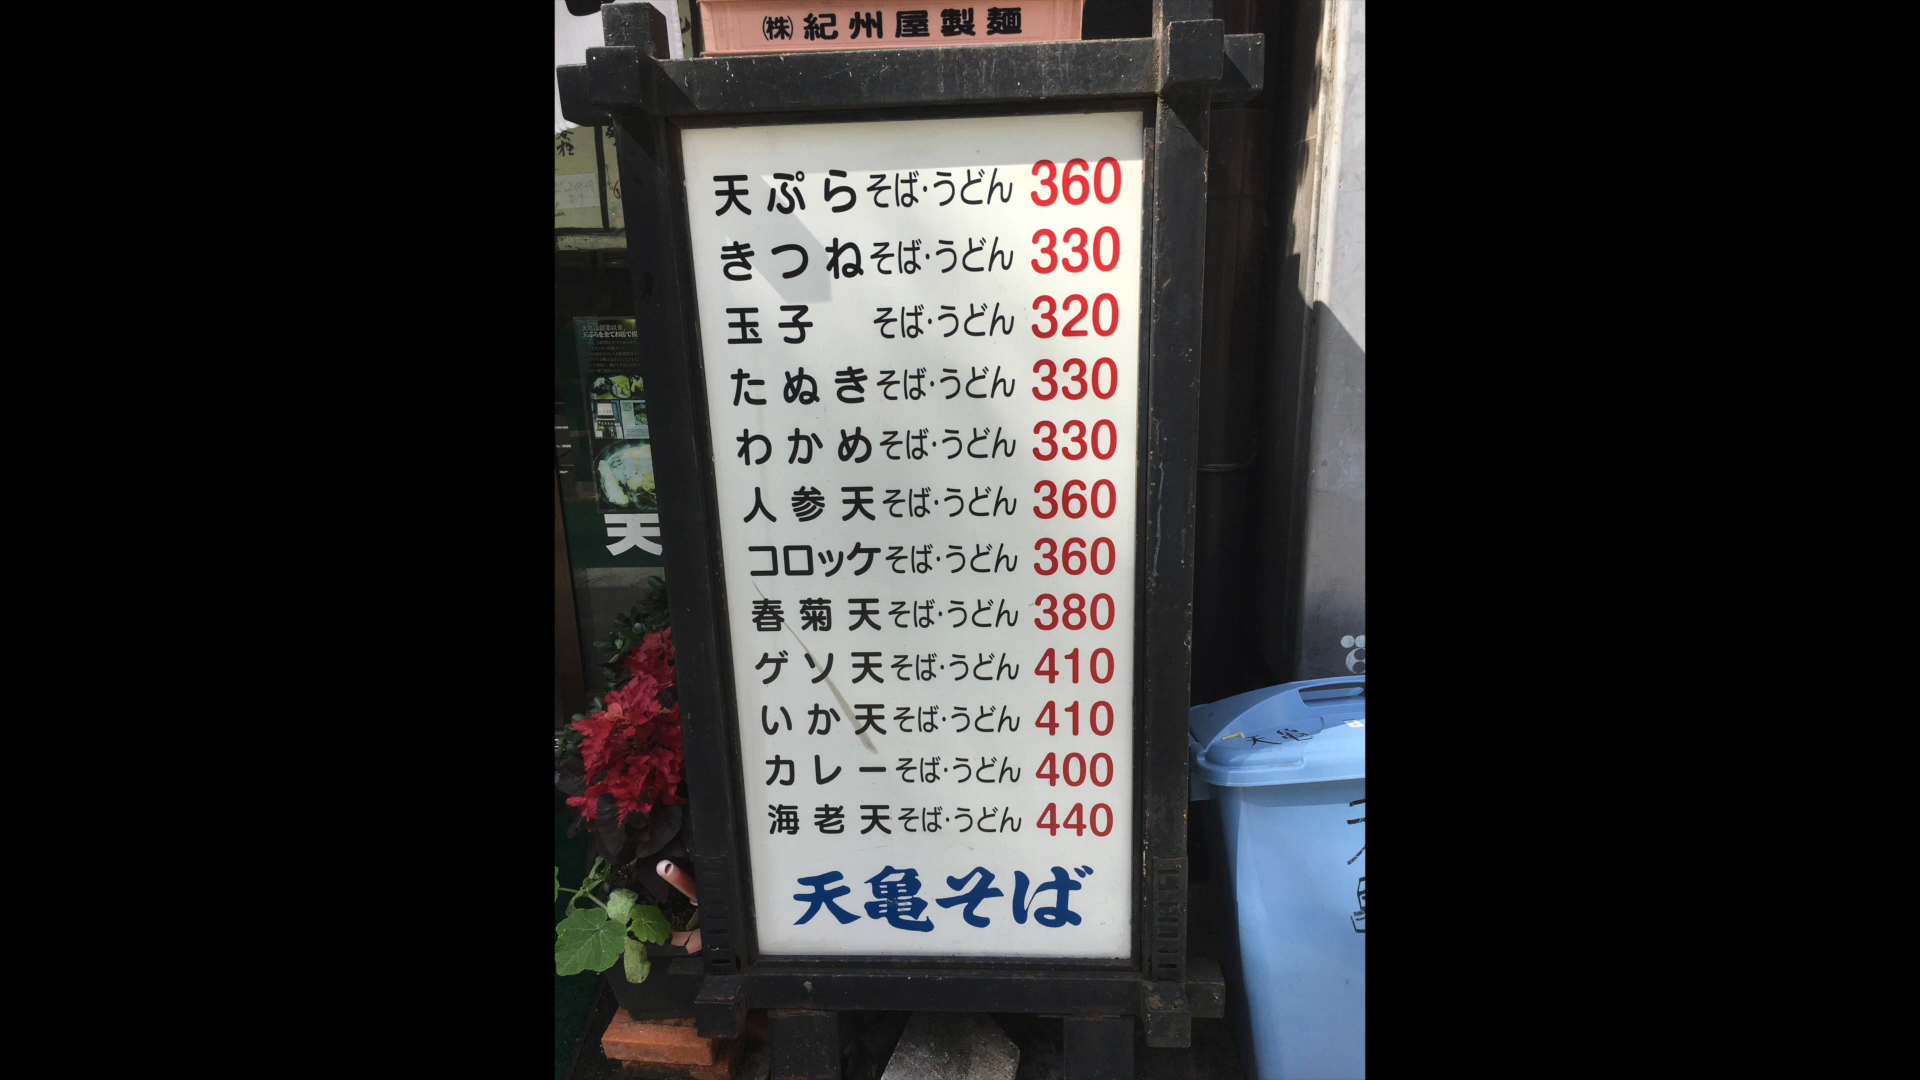 ㈱紀州屋製麺
天ぷらそば・うどん 360
きつねそば・うどん 330
玉子 そば・うどん 320
たぬきそば・うどん 330
わかめそば・うどん 330
人参天そば・うどん 360
コロッケそば・うどん 360
春菊天そば・うどん 380
ゲソ天そば・うどん 410
いか天そば・うどん 410
カレーそば・うどん 400
海老天そば・うどん 440
天亀そば
天
天亀